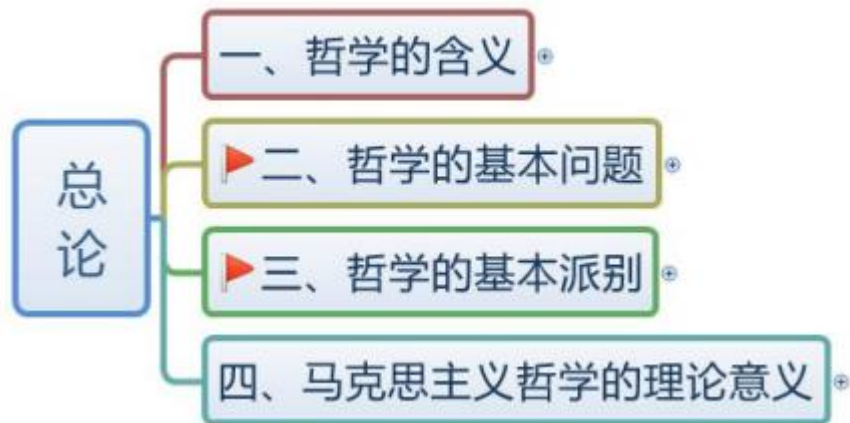 总
论
一、哲学的含义
二、哲学的基本问题
三、哲学的基本派别
四、马克思主义哲学的理论意义